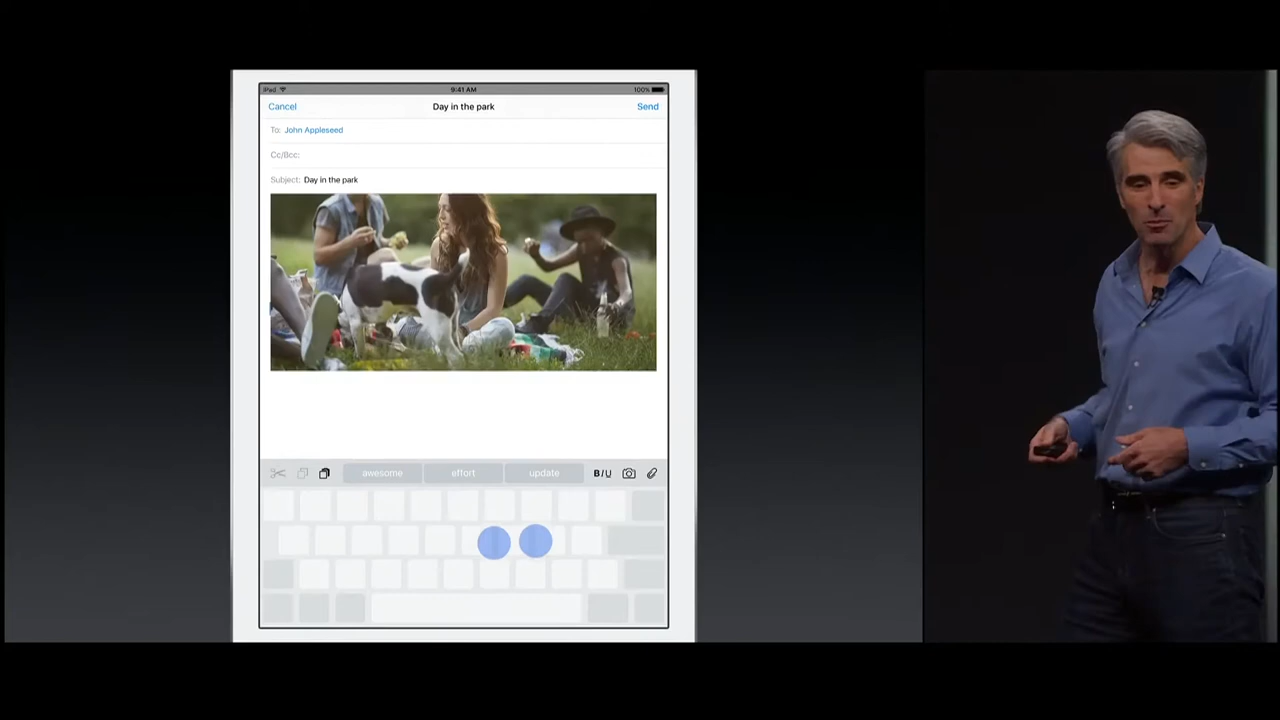 iPad 9:41 AM 100%
Cancel Day in the park Send
To: John Appleseed
Cc/Bcc:
Subject: Day in the park
awesome effort update B I U